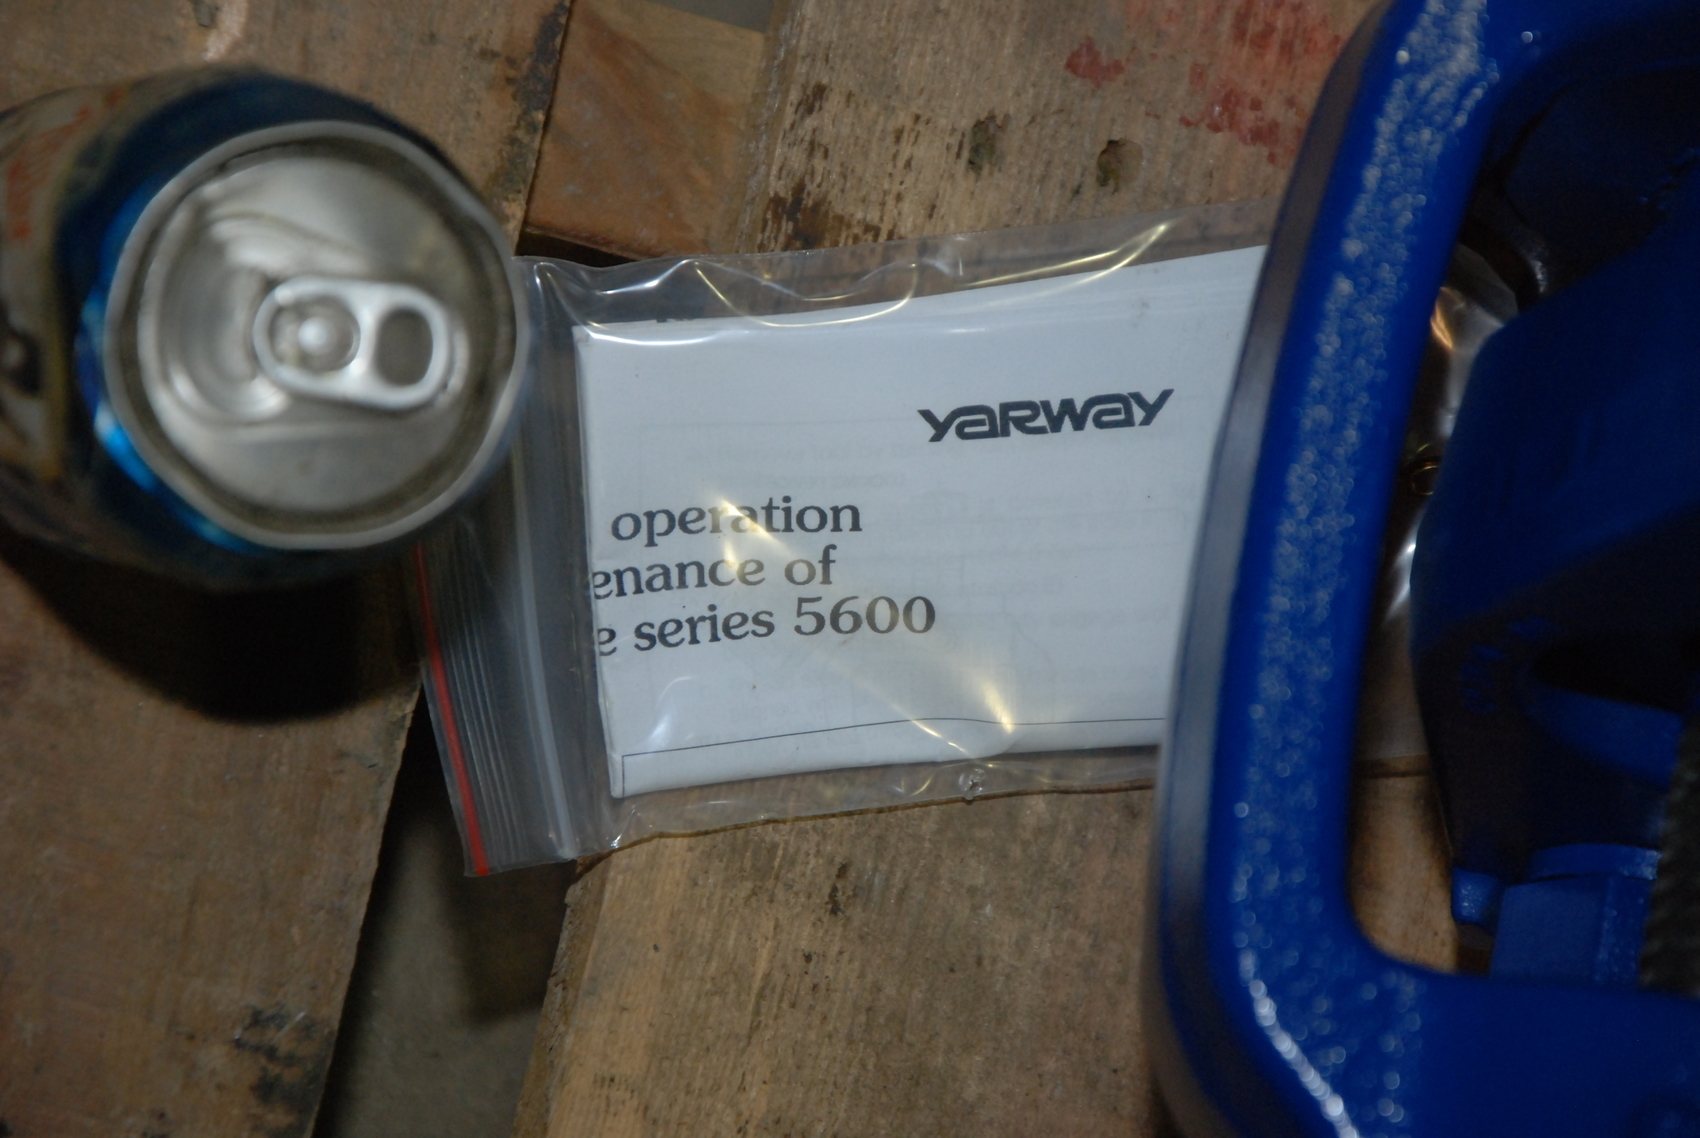 YARWAY
operation
enance of
e series 5600